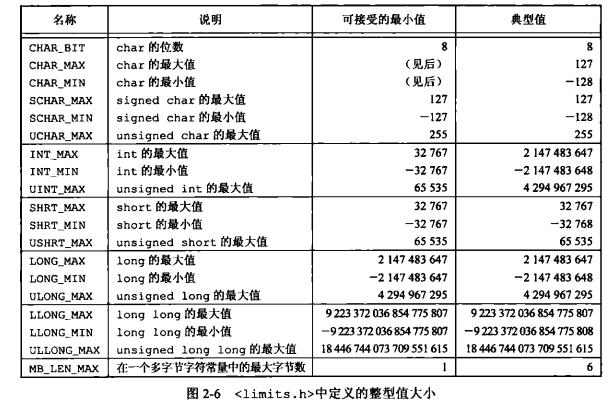 名称 说明 可接受的最小值 典型值
CHAR_BIT char 的位数 8 8
CHAR_MAX char 的最大值 （见后） 127
CHAR_MIN char 的最小值 （见后） －128
SCHAR_MAX signed char 的最大值 127 127
SCHAR_MIN signed char 的最小值 －127 －128
UCHAR_MAX unsigned char 的最大值 255 255
INT_MAX int 的最大值 32 767 2 147 483 647
INT_MIN int 的最小值 －32 767 －2 147 483 648
UINT_MAX unsigned int 的最大值 65 535 4 294 967 295
SHRT_MAX short 的最大值 32 767 32 767
SHRT_MIN short 的最小值 －32 767 －32 768
USHRT_MAX unsigned short 的最大值 65 535 65 535
LONG_MAX long 的最大值 2 147 483 647 2 147 483 647
LONG_MIN long 的最小值 －2 147 483 647 －2 147 483 648
ULONG_MAX unsigned long 的最大值 4 294 967 295 4 294 967 295
LLONG_MAX long long 的最大值 9 223 372 036 854 775 807 9 223 372 036 854 775 807
LLONG_MIN long long 的最小值 －9 223 372 036 854 775 807 －9 223 372 036 854 775 808
ULLONG_MAX unsigned long long 的最大值 18 446 744 073 709 551 615 18 446 744 073 709 551 615
MB_LEN_MAX 在一个多字节字符常量中的最大字节数 1 6
图 2-6 <limits.h>中定义的整型值大小